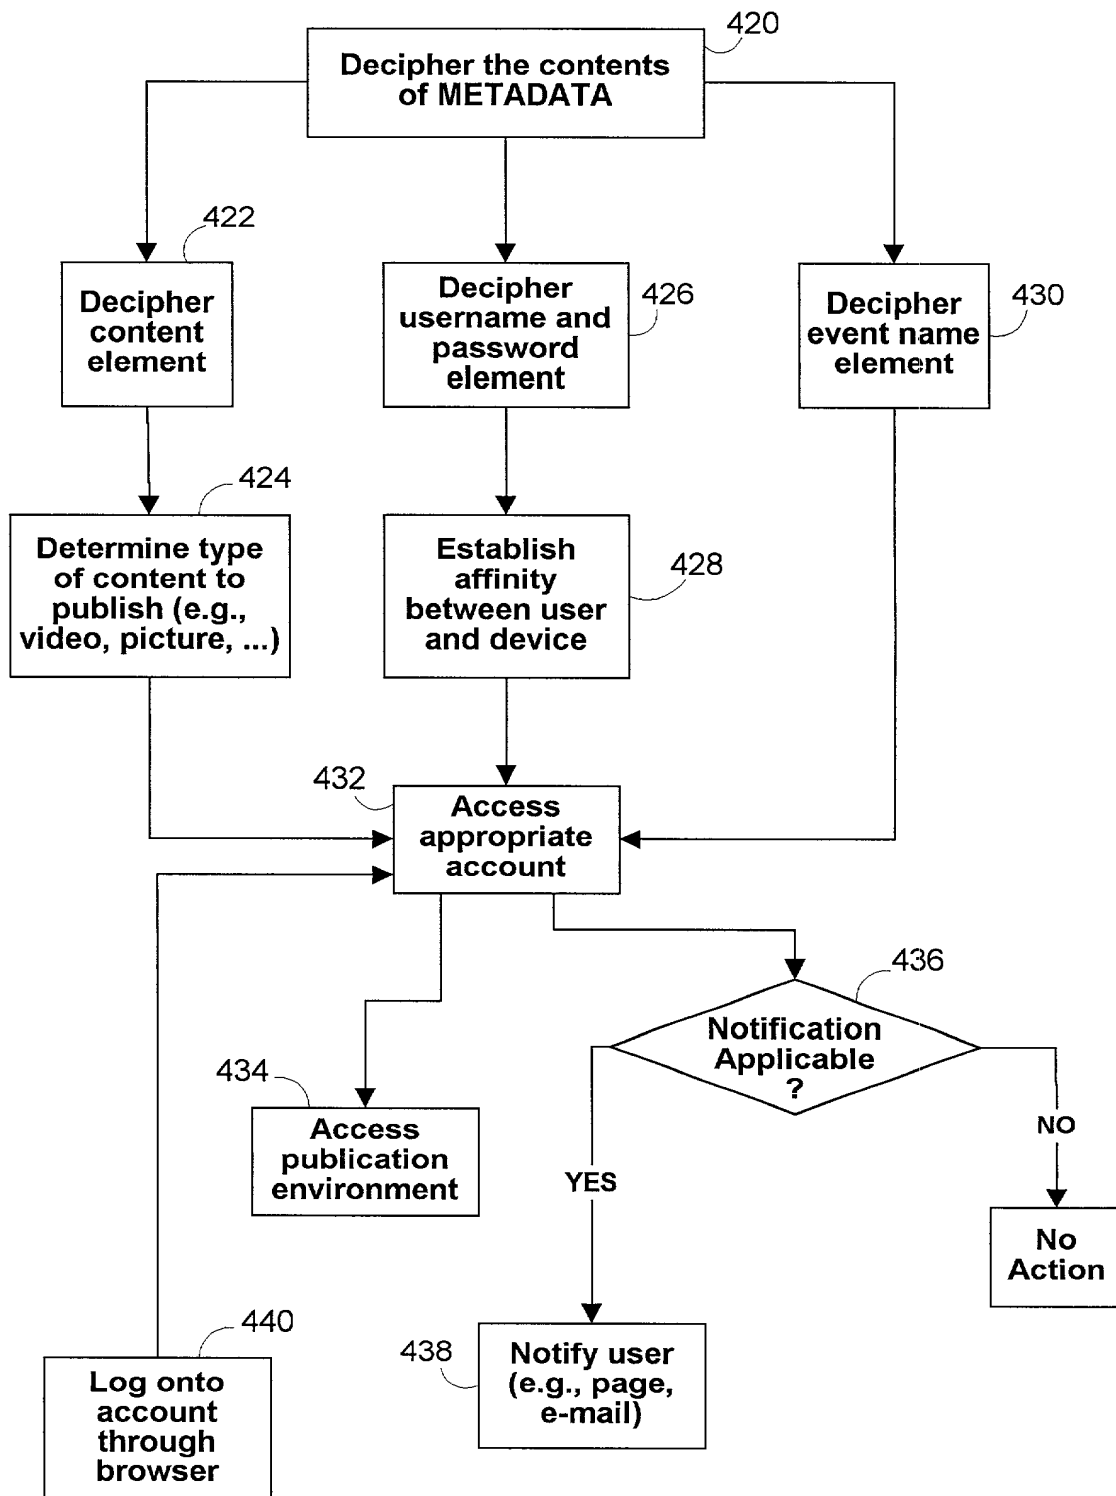 420
Decipher the contents
of METADATA
422
Decipher
content
element
Decipher
username and
password
element
426
Decipher
event name
element
430
424
Determine type
of content to
publish (e.g.,
video, picture, ...)
Establish
affinity
between user
and device
428
432
Access
appropriate
account
436
Notification
Applicable
?
434
Access
publication
environment
YES
NO
No
Action
440
Log onto
account
through
browser
438
Notify user
(e.g., page,
e-mail)